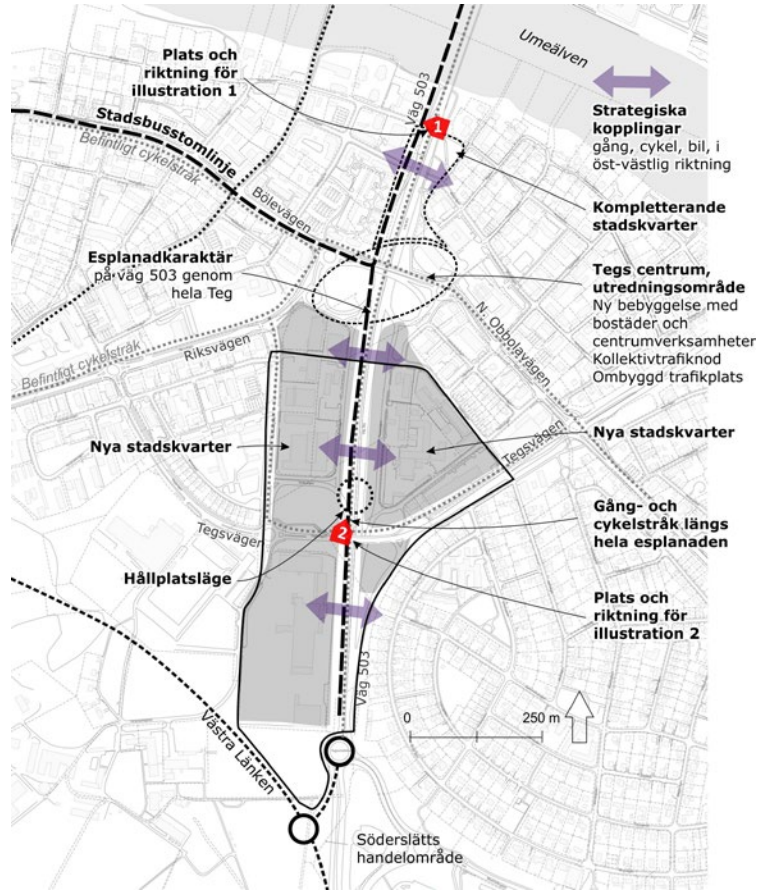 Umeälven
Plats och
riktning för
illustration 1
Väg 503
1
Strategiska
kopplingar
gång, cykel, bil, i
öst-västlig riktning
Stadsbusstomlinje
Befintligt cykelstråk
Bölevägen
Kompletterande
stadskvarter
Esplanadkaraktär
på väg 503 genom
hela Teg
Tegs centrum,
utredningsområde
Ny bebyggelse med
bostäder och
centrumverksamheter
Kollektivtrafiknod
Ombyggd trafikplats
N. Obbolavägen
Befintligt cykelstråk
Riksvägen
Nya stadskvarter
Nya stadskvarter
Tegsvägen
Gång- och
cykelstråk längs
hela esplanaden
Tegsvägen
2
Hållplatsläge
Plats och
riktning för
illustration 2
Väg 503
0
250 m
Västra Länken
Söderslätts
handelområde